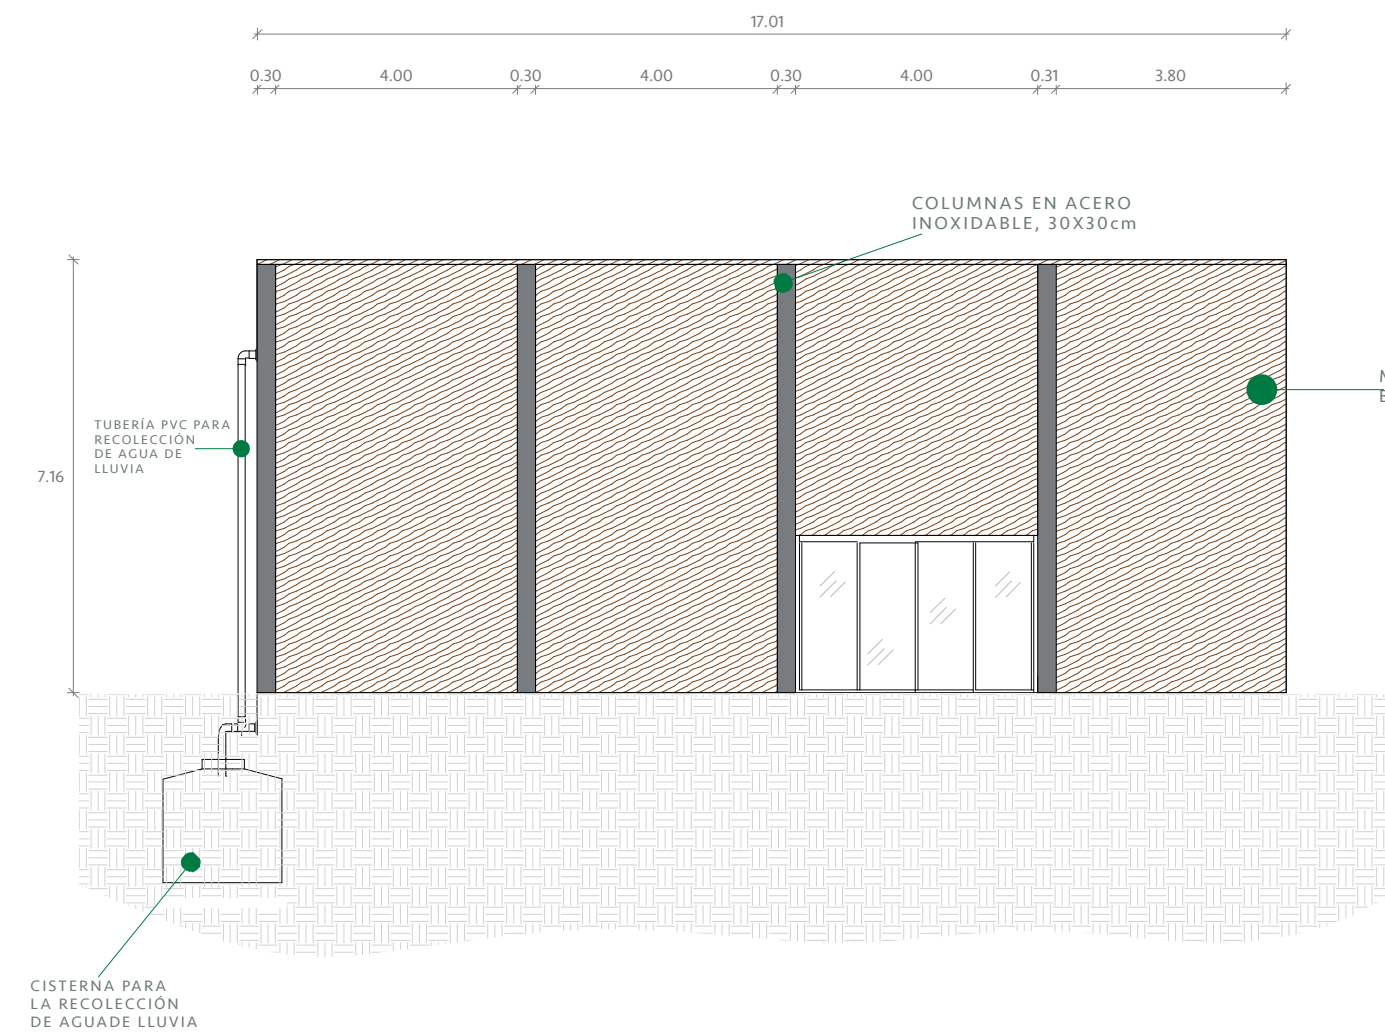 17.01
0.30 4.00 0.30 4.00 0.30 4.00 0.31 3.80
COLUMNAS EN ACERO
INOXIDABLE, 30X30cm
TUBERÍA PVC PARA
RECOLECCIÓN
DE AGUA DE
LLUVIA
7.16
CISTERNA PARA
LA RECOLECCIÓN
DE AGUADE LLUVIA